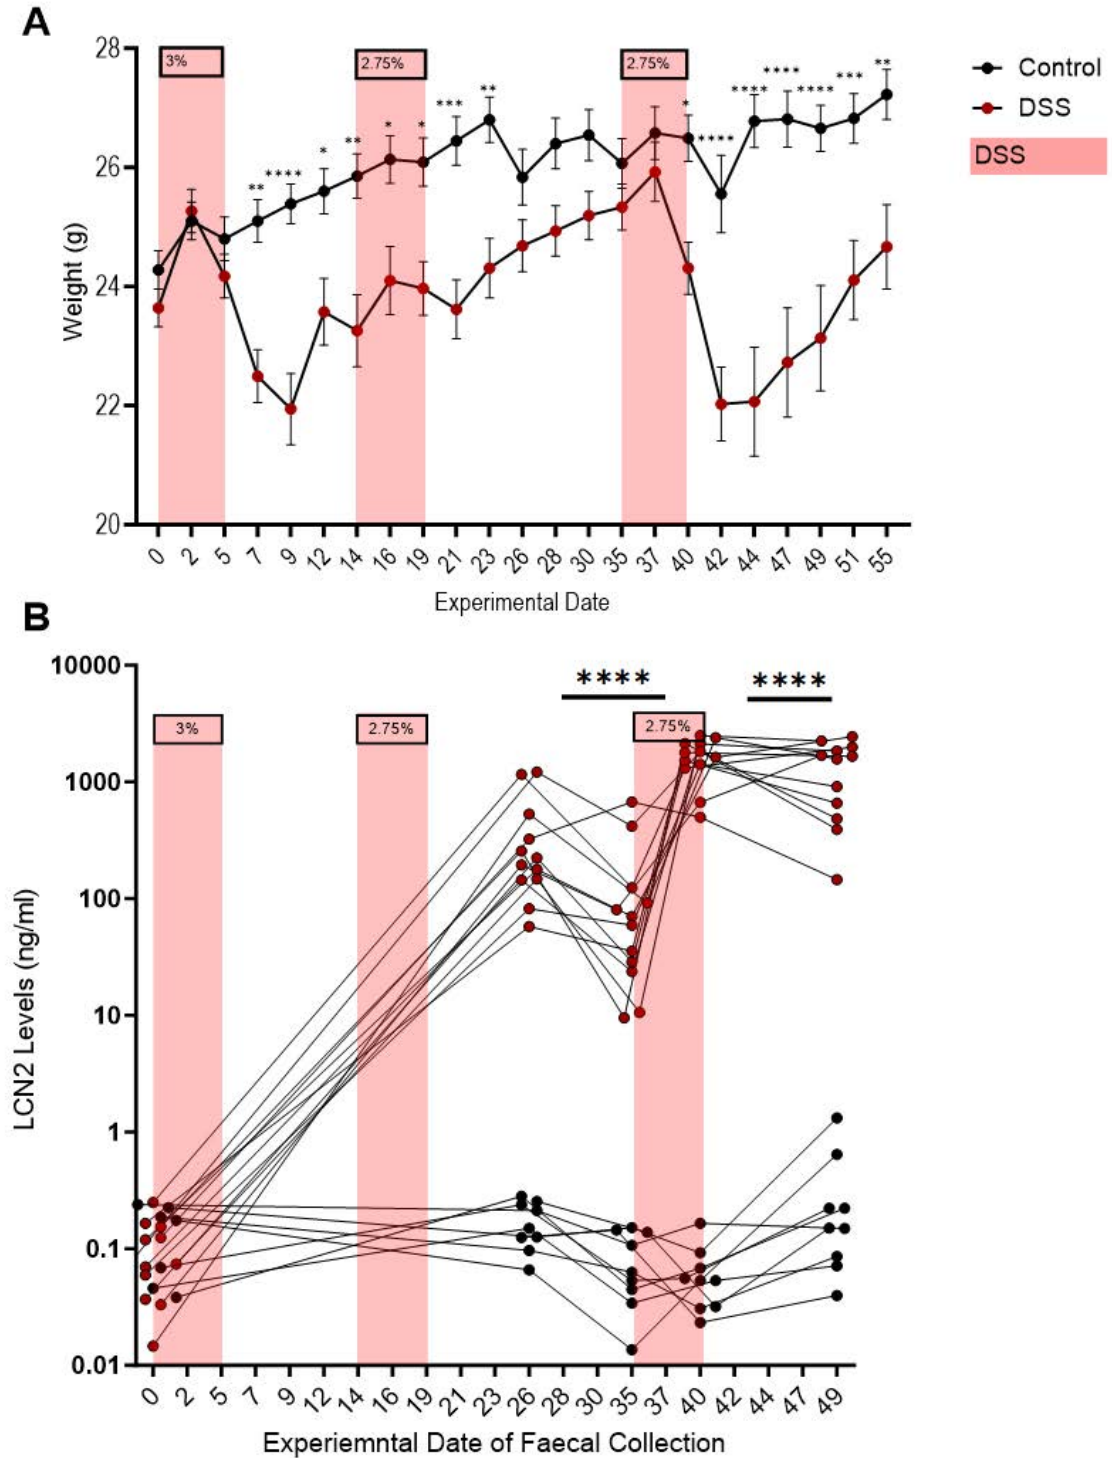 A
28
26
24
22
20
Weight (g)
3%
2.75%
2.75%
** **** * ** * * *** ** * **** **** **** **** *** **
Control
DSS
DSS
0 2 5 7 9 12 14 16 19 21 23 26 28 30 35 37 40 42 44 47 49 51 55
Experimental Date
B
10000
1000
100
10
1
0.1
0.01
LCN2 Levels (ng/ml)
**** ****
3%
2.75%
2.75%
0 2 5 7 9 12 14 16 19 21 23 26 28 30 35 37 40 42 44 47 49
Experiemntal Date of Faecal Collection